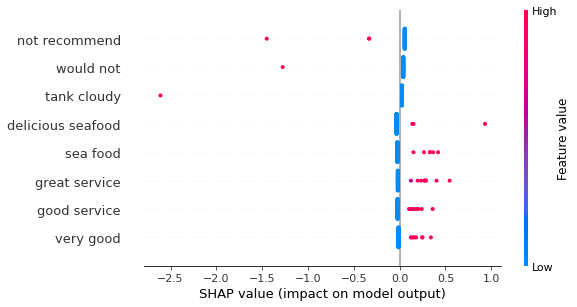 High
not recommend
would not
tank cloudy
delicious seafood
sea food
great service
good service
very good
Feature value
Low
−2.5 −2.0 −1.5 −1.0 −0.5 0.0 0.5 1.0
SHAP value (impact on model output)